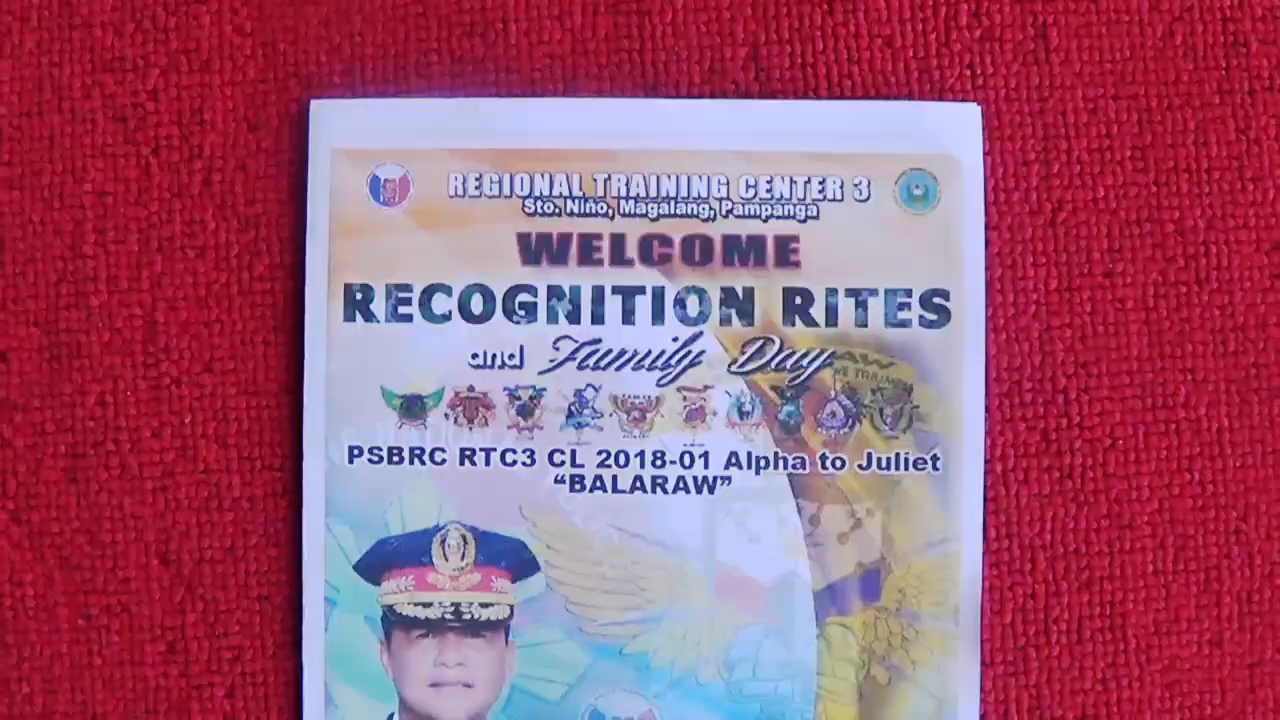 REGIONAL TRAINING CENTER 3
Sto. Niño, Magalang, Pampanga
WELCOME
RECOGNITION RITES
and Family Day
PSBRC RTC3 CL 2018-01 Alpha to Juliet
“BALARAW”